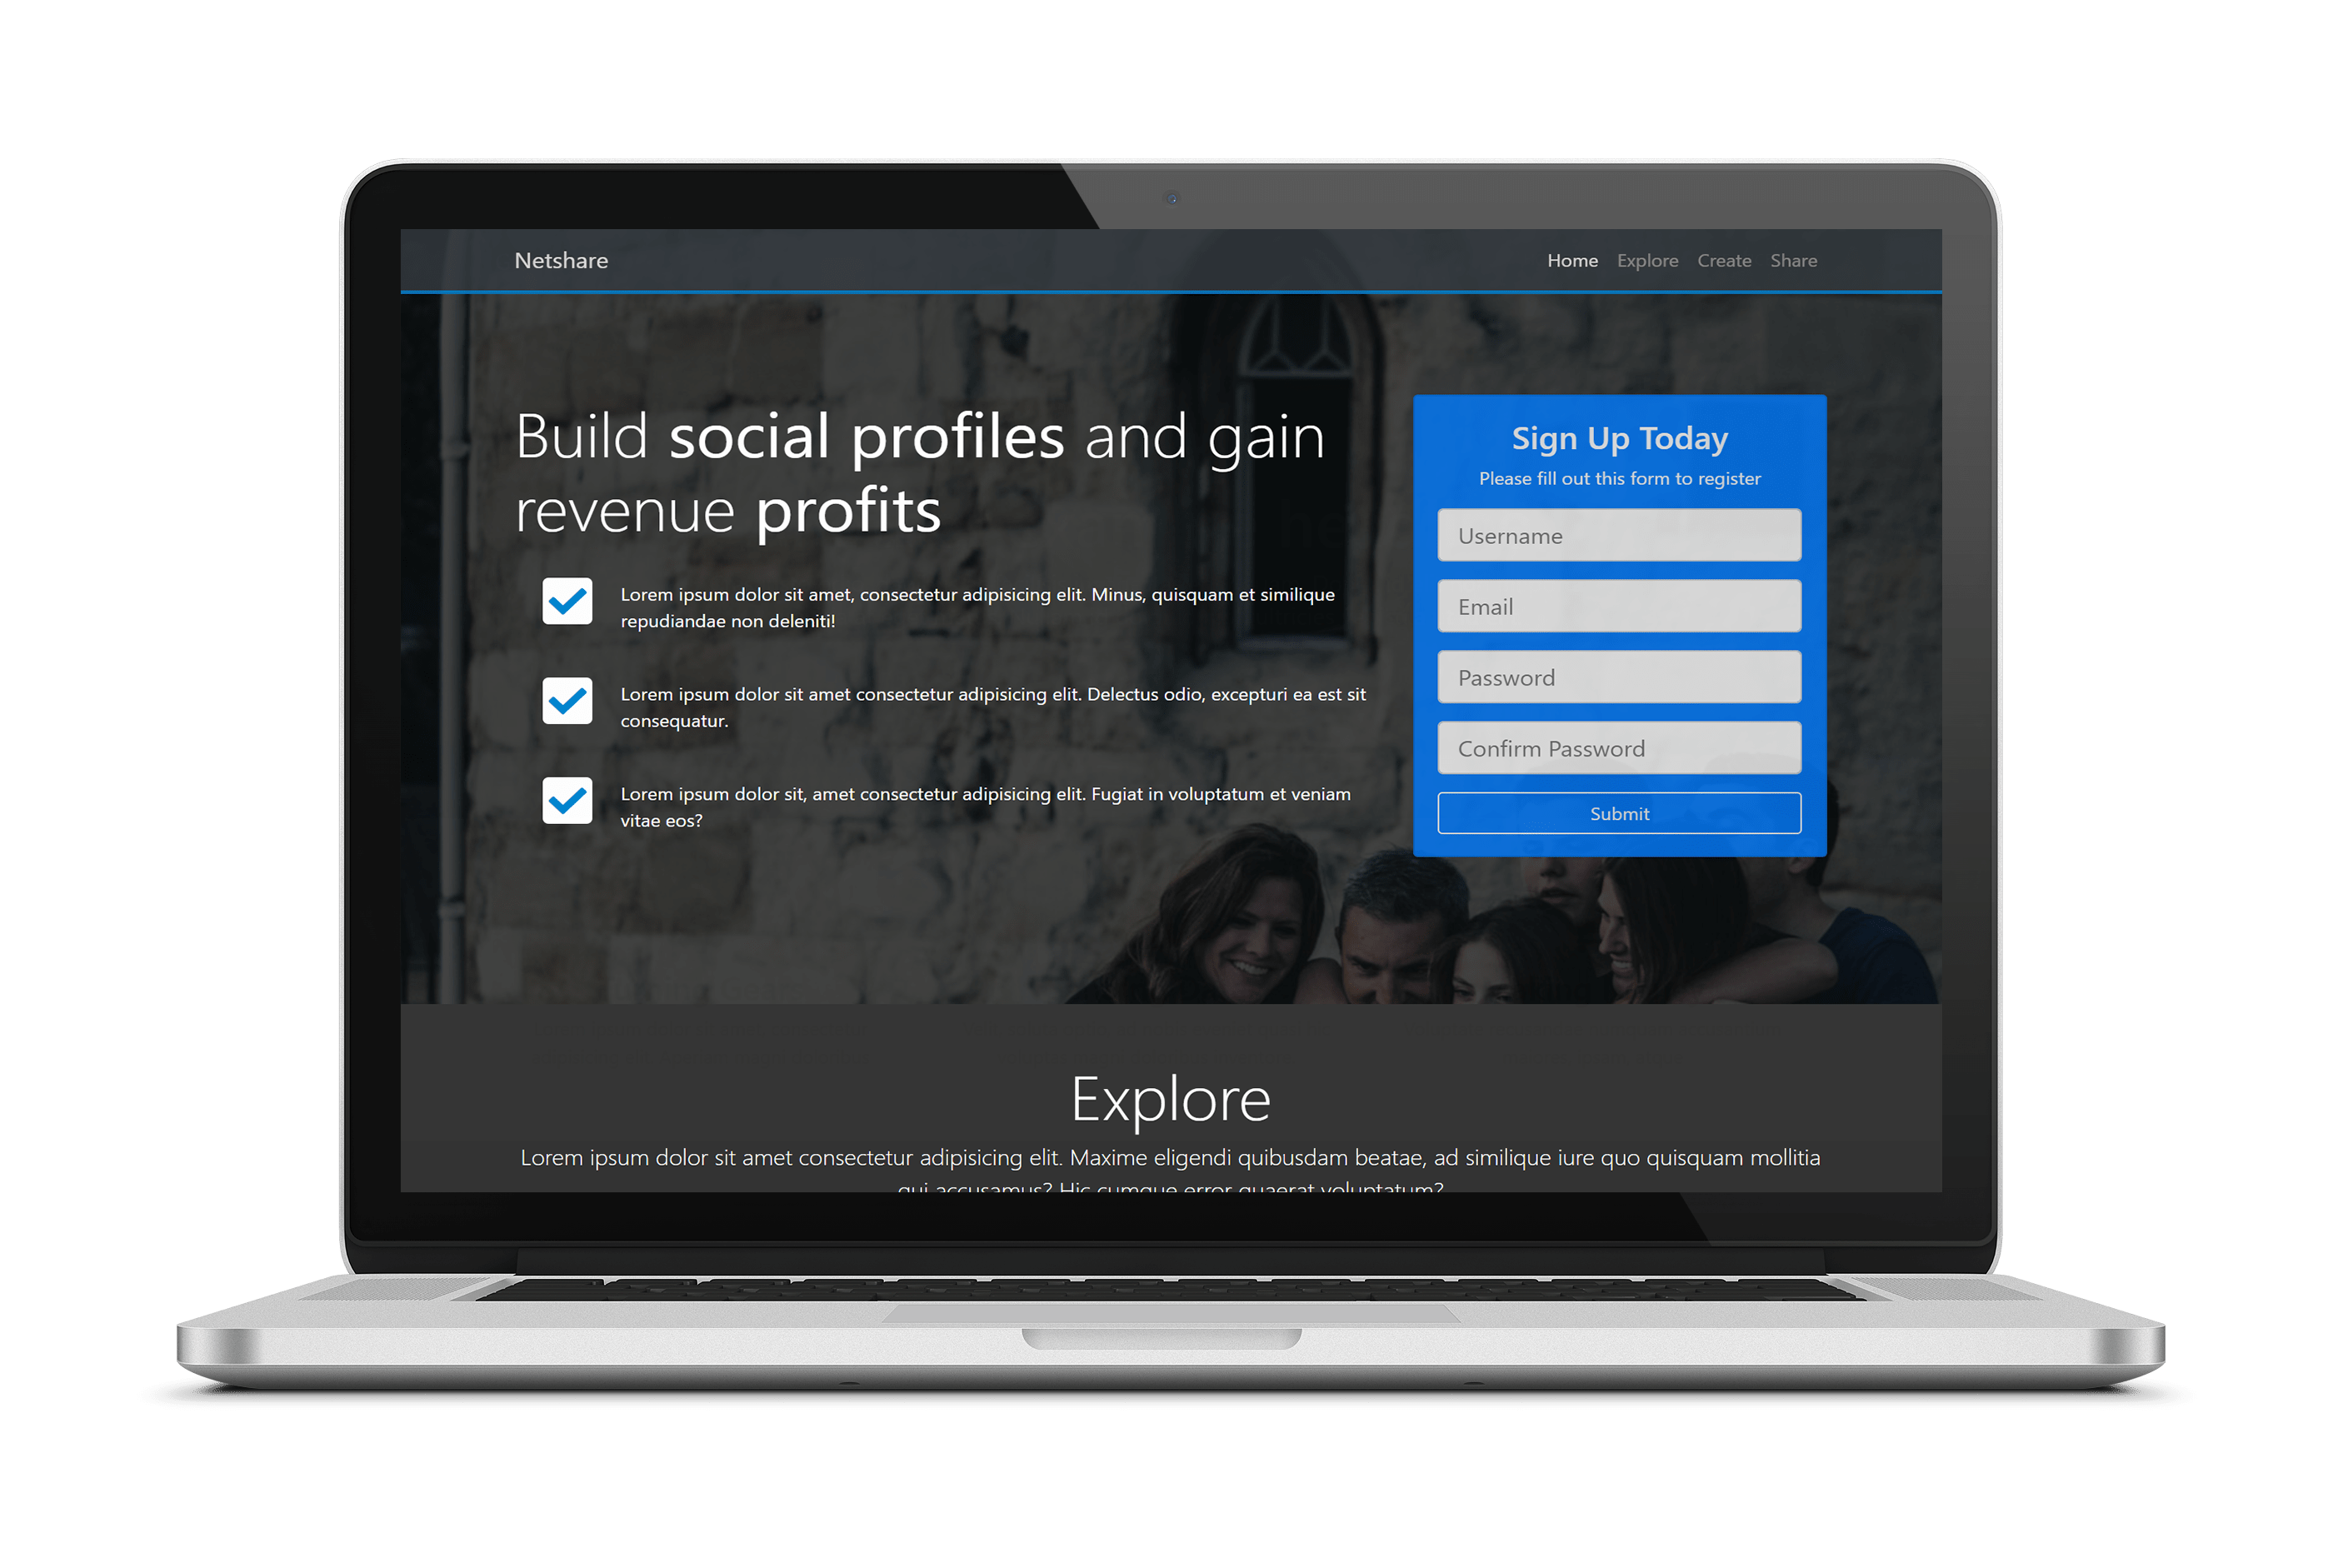 Netshare
Home Explore Create Share
Build social profiles and gain
revenue profits
Lorem ipsum dolor sit amet, consectetur adipisicing elit. Minus, quisquam et similique
repudiandae non deleniti!
Lorem ipsum dolor sit amet consectetur adipisicing elit. Delectus odio, excepturi ea est sit
consequatur.
Lorem ipsum dolor sit, amet consectetur adipisicing elit. Fugiat in voluptatum et veniam
vitae eos?
Sign Up Today
Please fill out this form to register
Username
Email
Password
Confirm Password
Submit
Explore
Lorem ipsum dolor sit amet consectetur adipisicing elit. Maxime eligendi quibusdam beatae, ad similique iure quo quisquam mollitia
qui accusamus? Hic cumque error quaerat voluptatum?